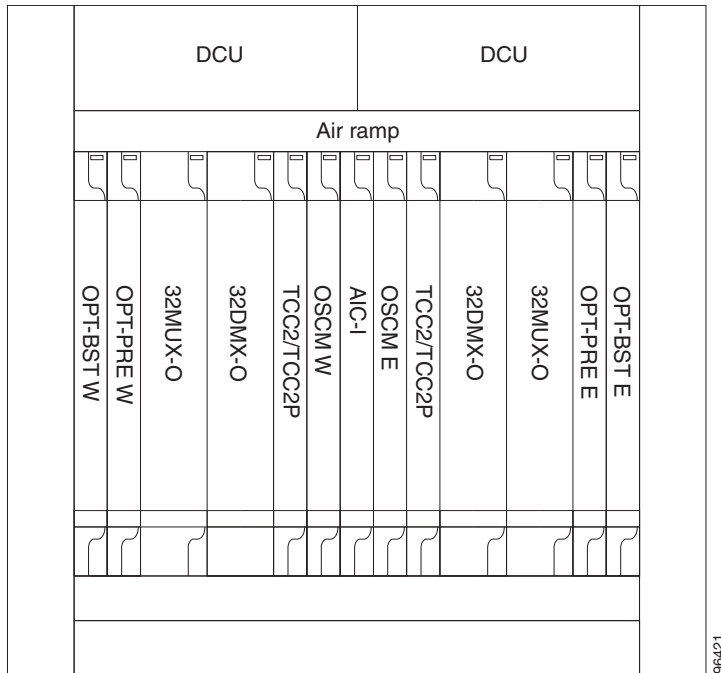 DCU
DCU
Air ramp
OPT-BST W
OPT-PRE W
32MUX-O
32DMX-O
TCC2/TCC2P
OSCM W
AIC-I
OSCM E
TCC2/TCC2P
32DMX-O
32MUX-O
OPT-PRE E
OPT-BST E
96421